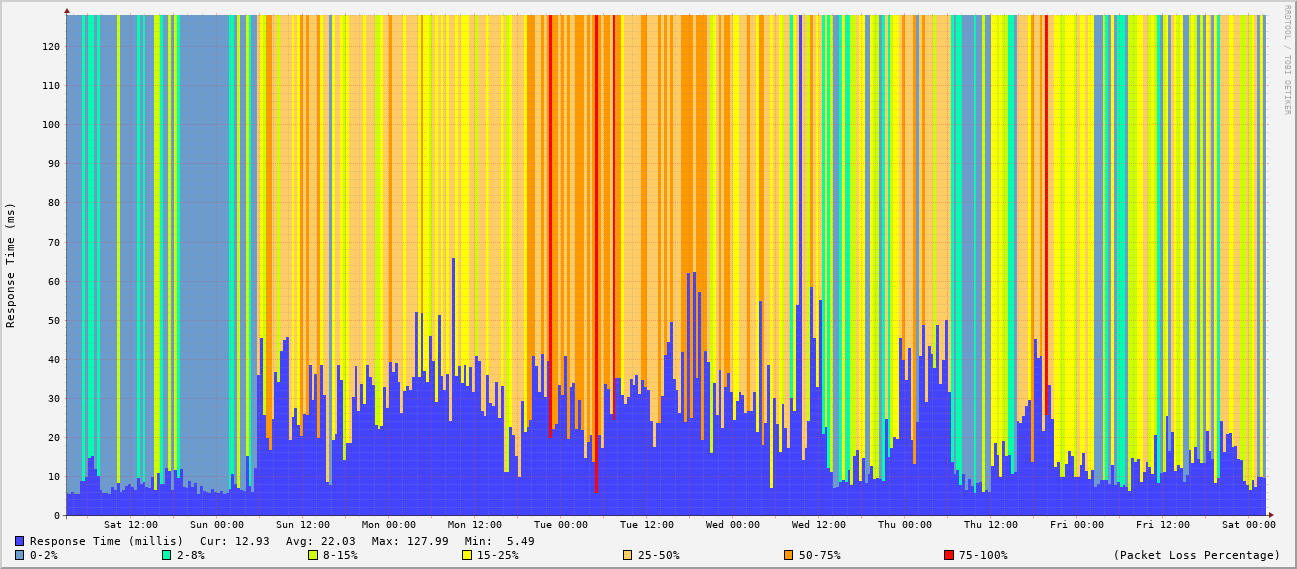 RRDTOOL / TOBI OETIKER
Response Time (ms)
120
110
100
90
80
70
60
50
40
30
20
10
0
Sat 12:00 Sun 00:00 Sun 12:00 Mon 00:00 Mon 12:00 Tue 00:00 Tue 12:00 Wed 00:00 Wed 12:00 Thu 00:00 Thu 12:00 Fri 00:00 Fri 12:00 Sat 00:00
Response Time (millis) Cur: 12.93 Avg: 22.03 Max: 127.99 Min: 5.49
0-2% 2-8% 8-15% 15-25% 25-50% 50-75% 75-100% (Packet Loss Percentage)